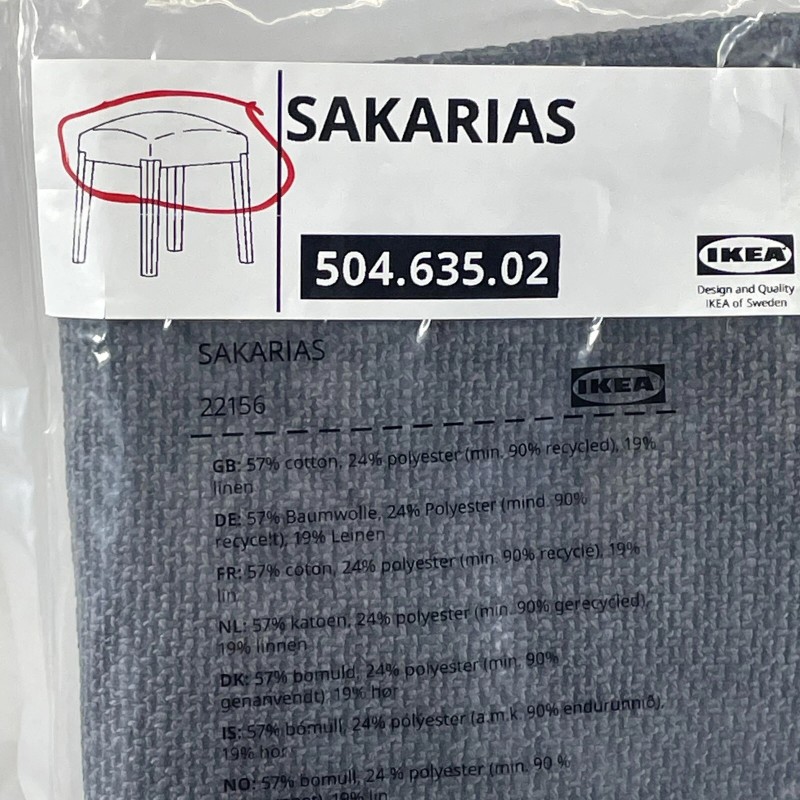 SAKARIAS
504.635.02
IKEA
Design and Quality
IKEA of Sweden
SAKARIAS
IKEA
22156
GB: 57% cotton, 24% polyester (min. 90% recycled), 19%
linen
DE: 57% Baumwolle, 24% Polyester (mind. 90%
recycelt), 19% Leinen
FR: 57% coton, 24% polyester (min. 90% recycle), 19%
lin
NL: 57% katoen, 24% polyester (min. 90% gerecycled),
19% linnen
DK: 57% bomuld, 24% polyester (min. 90%
genanvendt), 19% hør
IS: 57% bómull, 24% pólyester (a.m.k. 90% endurunnið),
19% hör
NO: 57% bomull, 24 % polyester (min. 90 %
19% lin